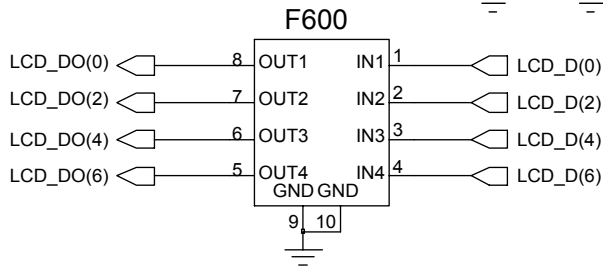 F600
LCD_DO(0) 8 OUT1 IN1 1 LCD_D(0)
LCD_DO(2) 7 OUT2 IN2 2 LCD_D(2)
LCD_DO(4) 6 OUT3 IN3 3 LCD_D(4)
LCD_DO(6) 5 OUT4 IN4 4 LCD_D(6)
GND GND
9 10